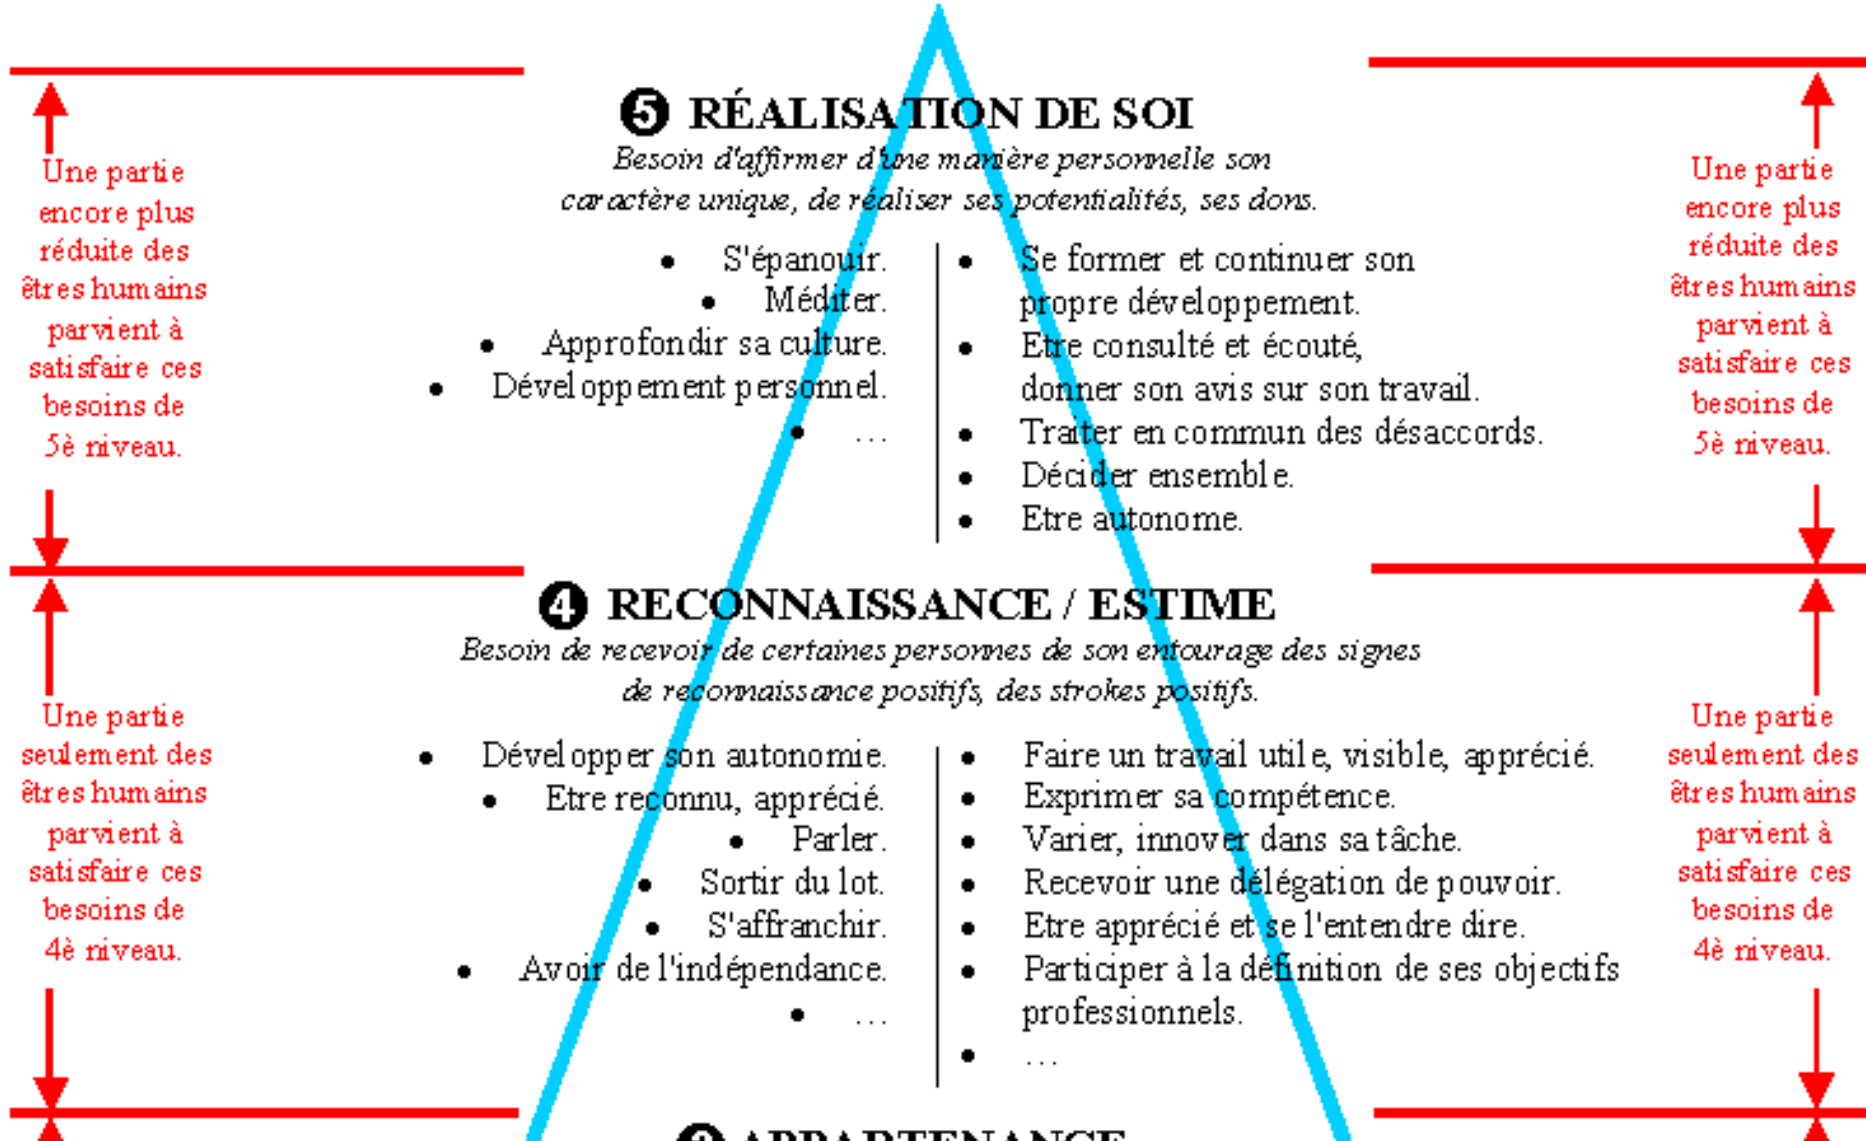 ❺ RÉALISATION DE SOI
Besoin d'affirmer d'une manière personnelle son
caractère unique, de réaliser ses potentialités, ses dons.
Une partie
encore plus
réduite des
êtres humains
parvient à
satisfaire ces
besoins de
5è niveau.
• S'épanouir.
• Méditer.
• Approfondir sa culture.
• Développement personnel.
• …
• Se former et continuer son
propre développement.
• Etre consulté et écouté,
donner son avis sur son travail.
• Traiter en commun des désaccords.
• Décider ensemble.
• Etre autonome.
Une partie
encore plus
réduite des
êtres humains
parvient à
satisfaire ces
besoins de
5è niveau.
❹ RECONNAISSANCE / ESTIME
Besoin de recevoir de certaines personnes de son entourage des signes
de reconnaissance positifs, des strokes positifs.
Une partie
seulement des
êtres humains
parvient à
satisfaire ces
besoins de
4è niveau.
• Développer son autonomie.
• Etre reconnu, apprécié.
• Parler.
• Sortir du lot.
• S'affranchir.
• Avoir de l'indépendance.
• …
• Faire un travail utile, visible, apprécié.
• Exprimer sa compétence.
• Varier, innover dans sa tâche.
• Recevoir une délégation de pouvoir.
• Etre apprécié et se l'entendre dire.
• Participer à la définition de ses objectifs
professionnels.
• …
Une partie
seulement des
êtres humains
parvient à
satisfaire ces
besoins de
4è niveau.
❸ APPARTENANCE